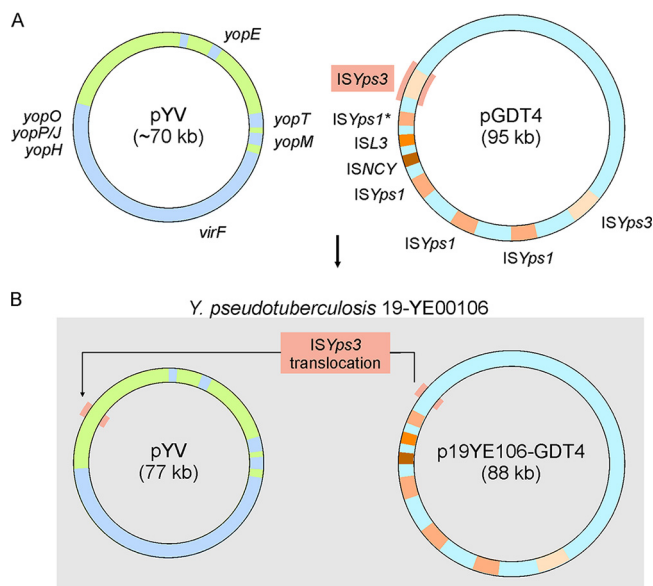 A
yopE
yopO
yopP/J
yopH
pYV
(~70 kb)
yopT
yopM
virF
ISYps3
ISYps1*
ISL3
ISNCY
ISYps1
ISYps1
ISYps1
ISYps3
pGDT4
(95 kb)
B
Y. pseudotuberculosis 19-YE00106
ISYps3
translocation
pYV
(77 kb)
p19YE106-GDT4
(88 kb)